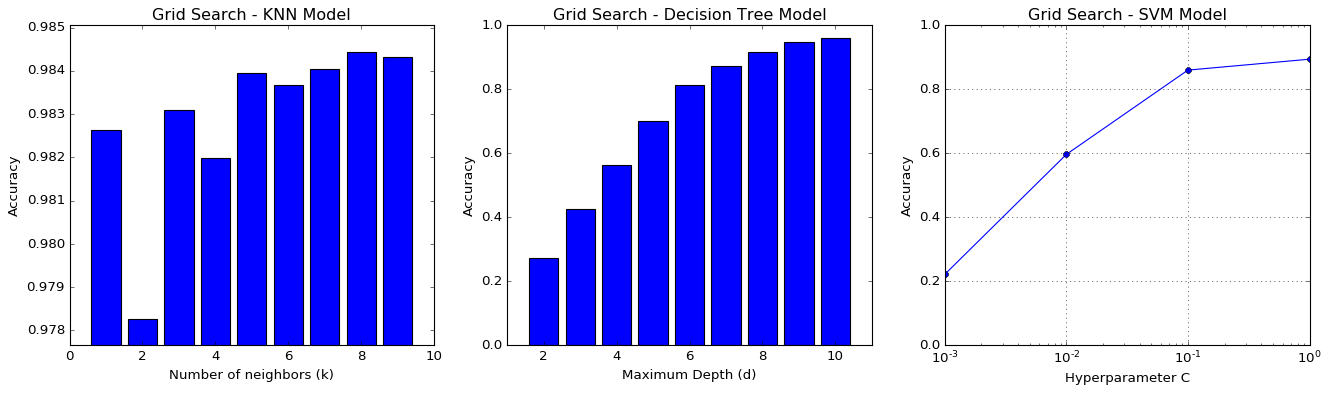 Grid Search - KNN Model
Accuracy
0.985
0.984
0.983
0.982
0.981
0.980
0.979
0.978
0 2 4 6 8 10
Number of neighbors (k)
Grid Search - Decision Tree Model
Accuracy
1.0
0.8
0.6
0.4
0.2
0.0
2 4 6 8 10
Maximum Depth (d)
Grid Search - SVM Model
Accuracy
1.0
0.8
0.6
0.4
0.2
0.0
10⁻³ 10⁻² 10⁻¹ 10⁰
Hyperparameter C